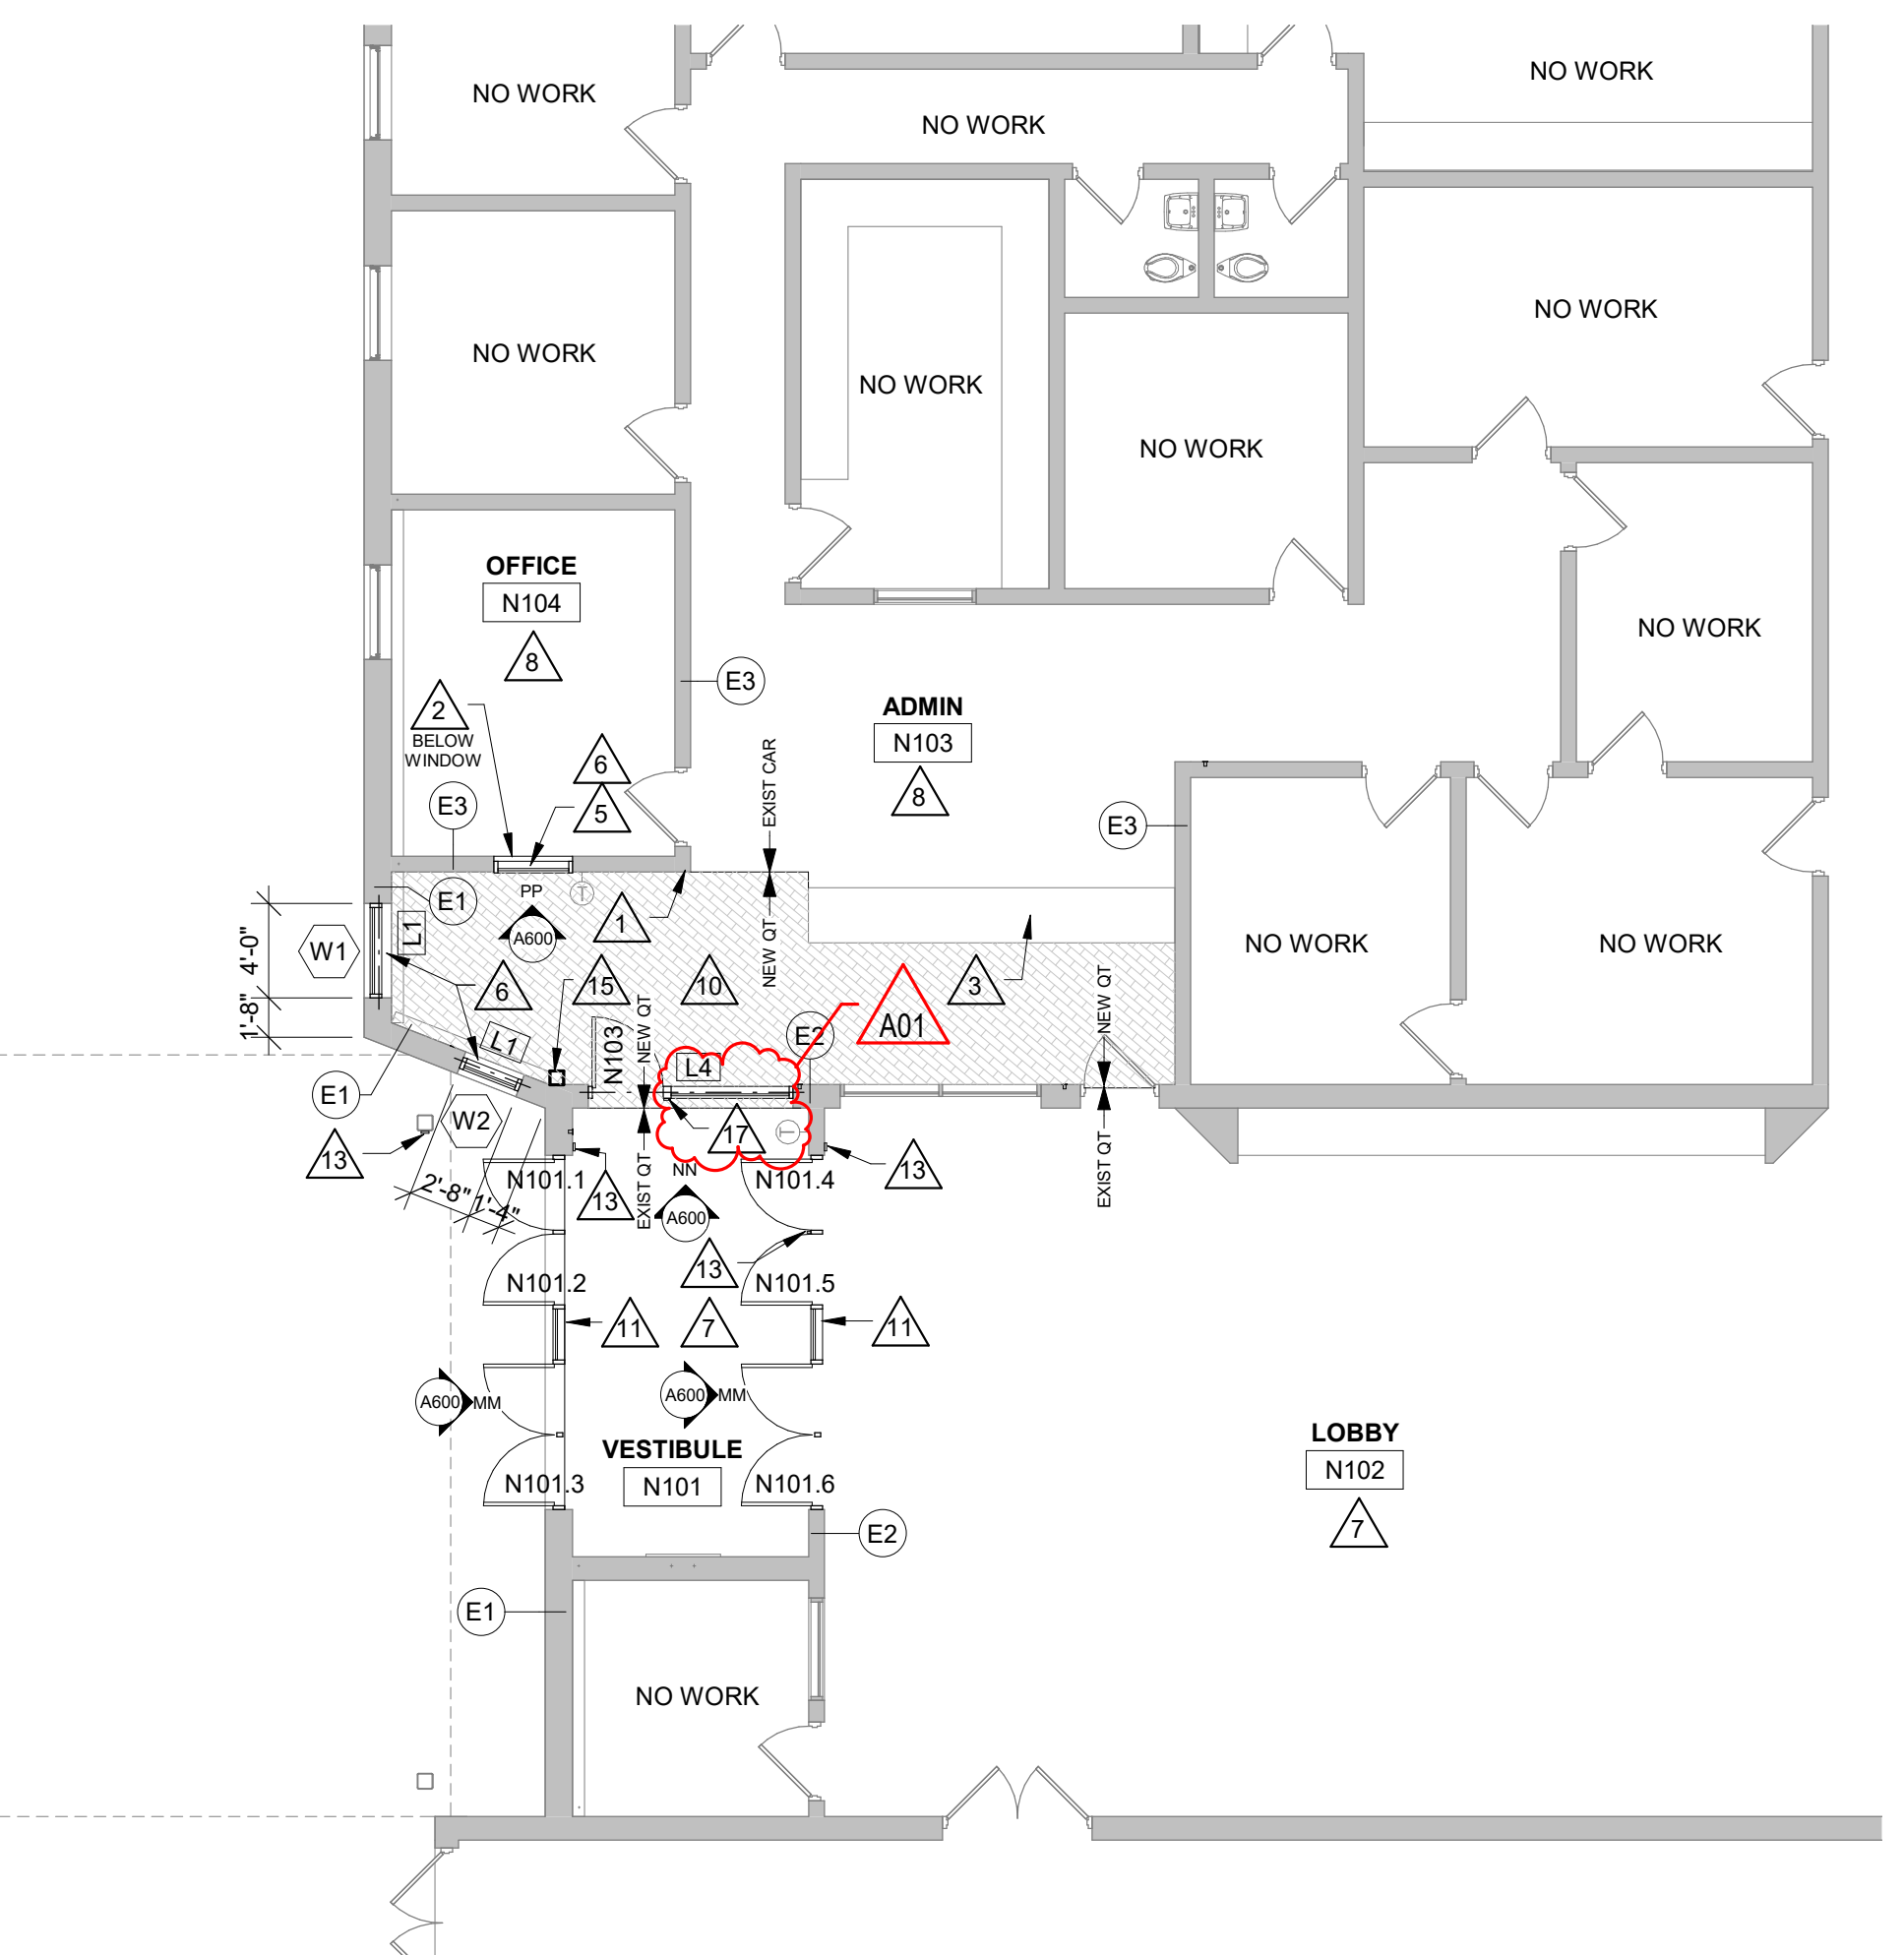 NO WORK
NO WORK
NO WORK
NO WORK
NO WORK
NO WORK
NO WORK
OFFICE
N104
8
NO WORK
E3
2
BELOW
WINDOW
ADMIN
N103
8
6
5
EXIST CAR
E3
E3
E1
PP
A600
T
1
NEW QT
4'-0"
1'-8"
W1
L1
6
15
10
3
NO WORK
NO WORK
A01
L1
N103
NEW QT
E2
L4
NEW QT
E1
W2
17
T
13
2'-8"
1'-4"
N101.1
13
EXIST QT
NN
A600
N101.4
13
EXIST QT
13
N101.2
N101.5
11
7
11
A600
MM
A600
MM
VESTIBULE
N101
N101.3
N101.6
LOBBY
N102
7
E2
E1
NO WORK